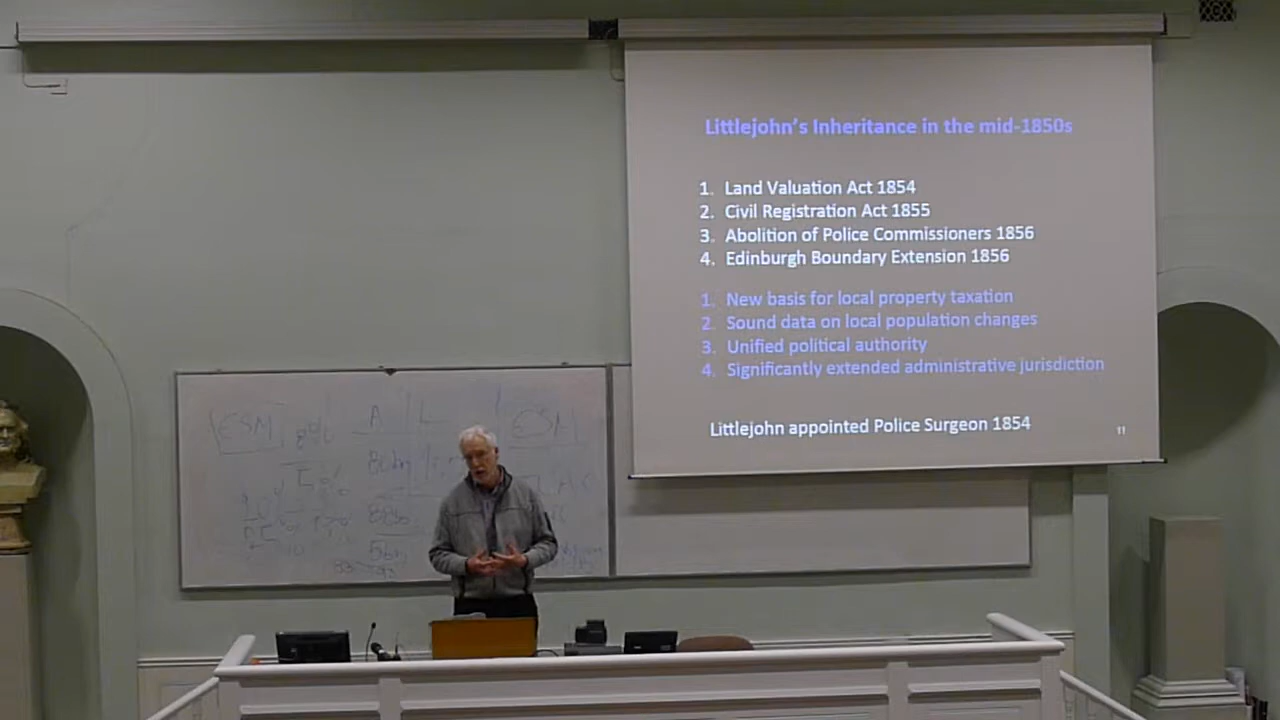 Littlejohn's Inheritance in the mid-1850s
1. Land Valuation Act 1854
2. Civil Registration Act 1855
3. Abolition of Police Commissioners 1856
4. Edinburgh Boundary Extension 1856
1. New basis for local property taxation
2. Sound data on local population changes
3. Unified political authority
4. Significantly extended administrative jurisdiction
Littlejohn appointed Police Surgeon 1854
11
ESM
A L